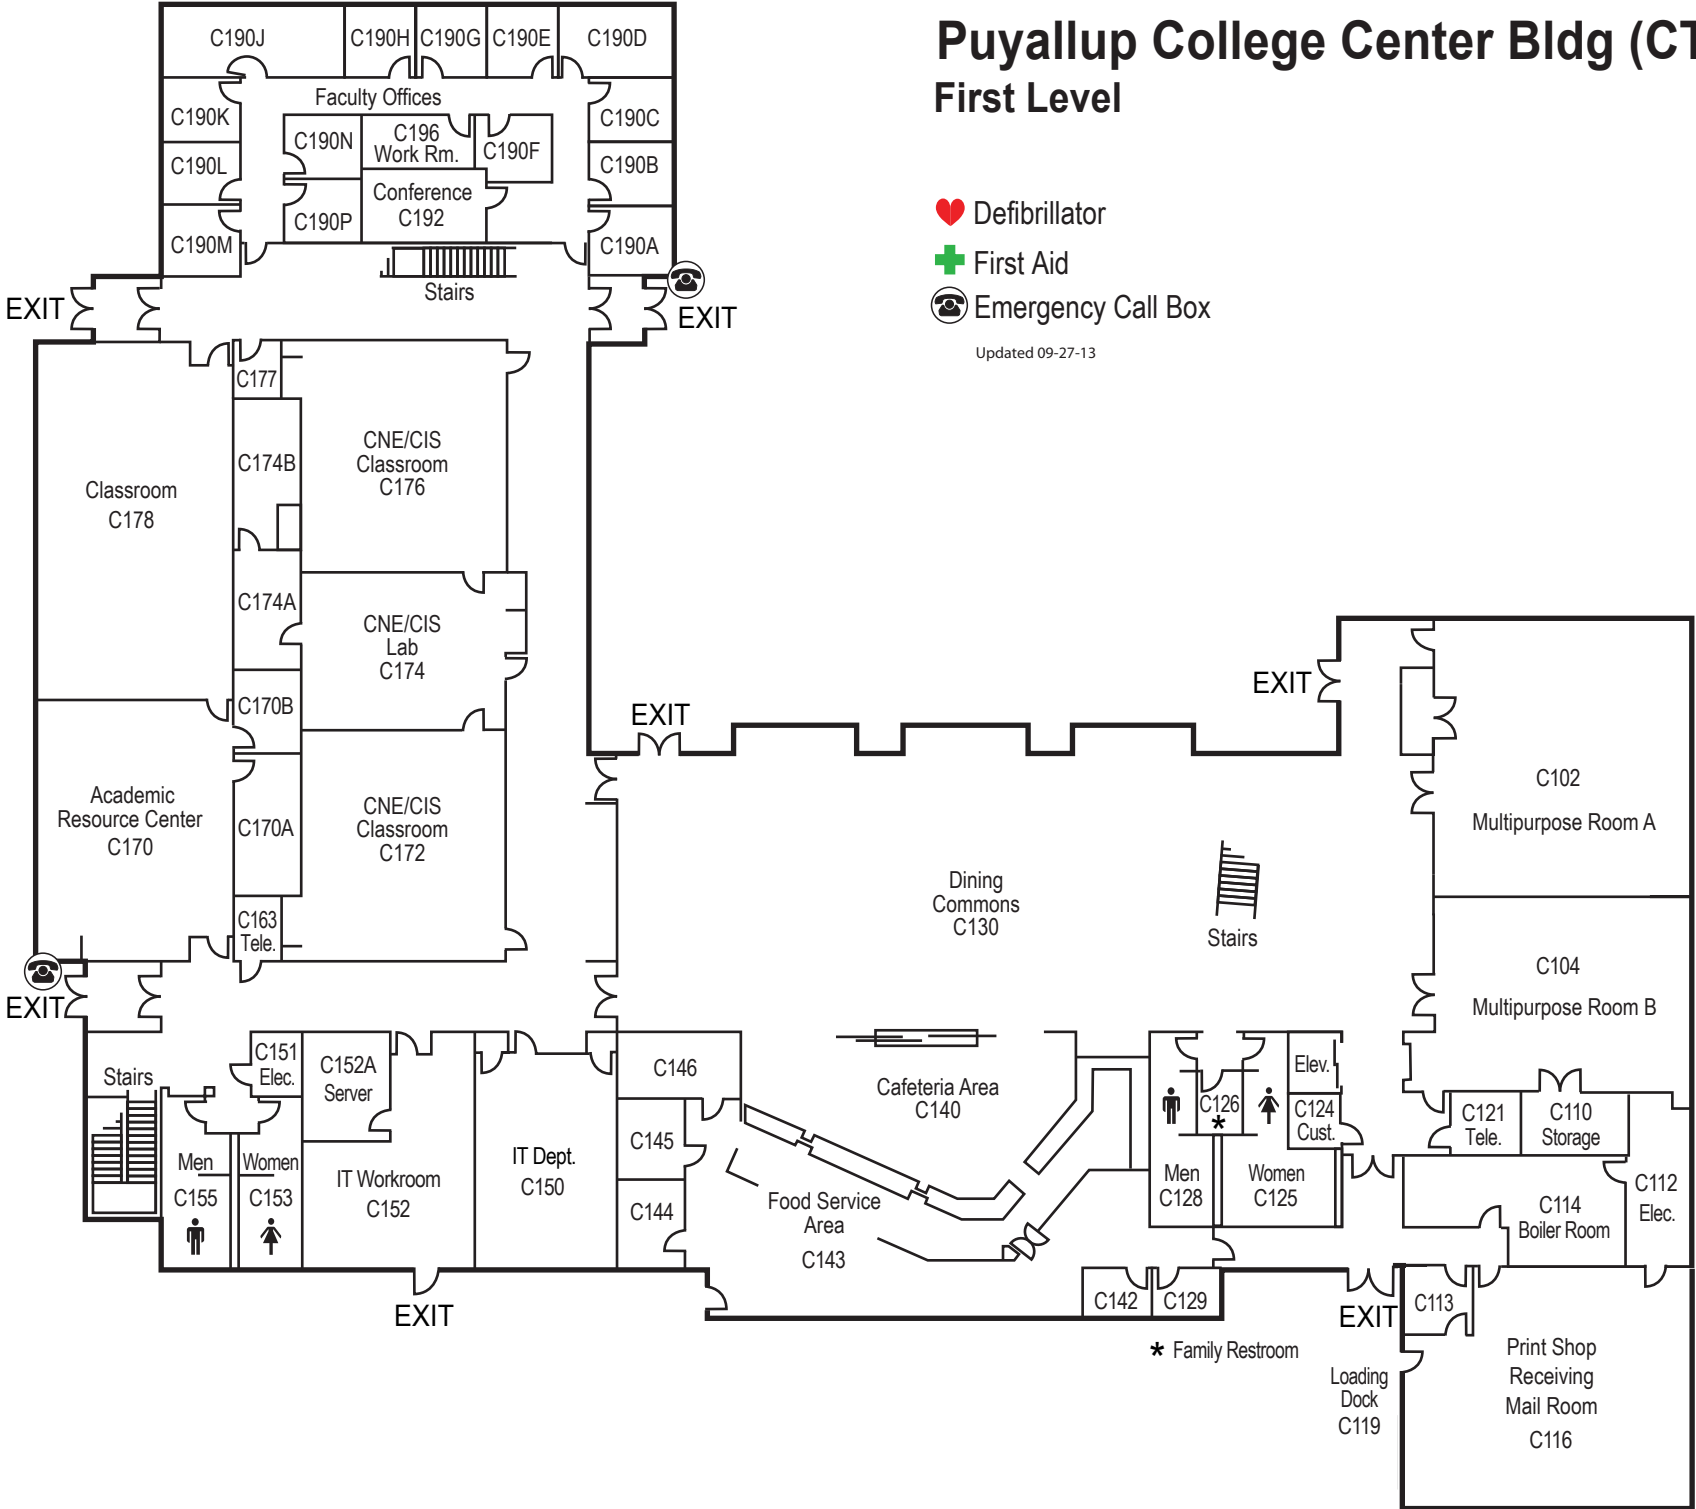 Puyallup College Center Bldg (CT
First Level
Defibrillator
First Aid
Emergency Call Box
Updated 09-27-13
C190J
C190H
C190G
C190E
C190D
Faculty Offices
C190K
C190N
C196
Work Rm.
C190F
C190C
C190L
C190B
Conference
C192
C190P
C190M
C190A
Stairs
EXIT
EXIT
C177
CNE/CIS
Classroom
C176
C174B
Classroom
C178
C174A
CNE/CIS
Lab
C174
C170B
EXIT
EXIT
Academic
Resource Center
C170
C170A
CNE/CIS
Classroom
C172
C102
Multipurpose Room A
Dining
Commons
C130
Stairs
C163
Tele.
C104
Multipurpose Room B
EXIT
Stairs
C151
Elec.
C152A
Server
C146
Cafeteria Area
C140
Elev.
C126
*
C124
Cust.
C121
Tele.
C110
Storage
C145
Men
C155
Women
C153
IT Workroom
C152
IT Dept.
C150
C144
Food Service
Area
C143
Men
C128
Women
C125
C114
Boiler Room
C112
Elec.
C142
C129
EXIT
EXIT
C113
* Family Restroom
Loading
Dock
C119
Print Shop
Receiving
Mail Room
C116